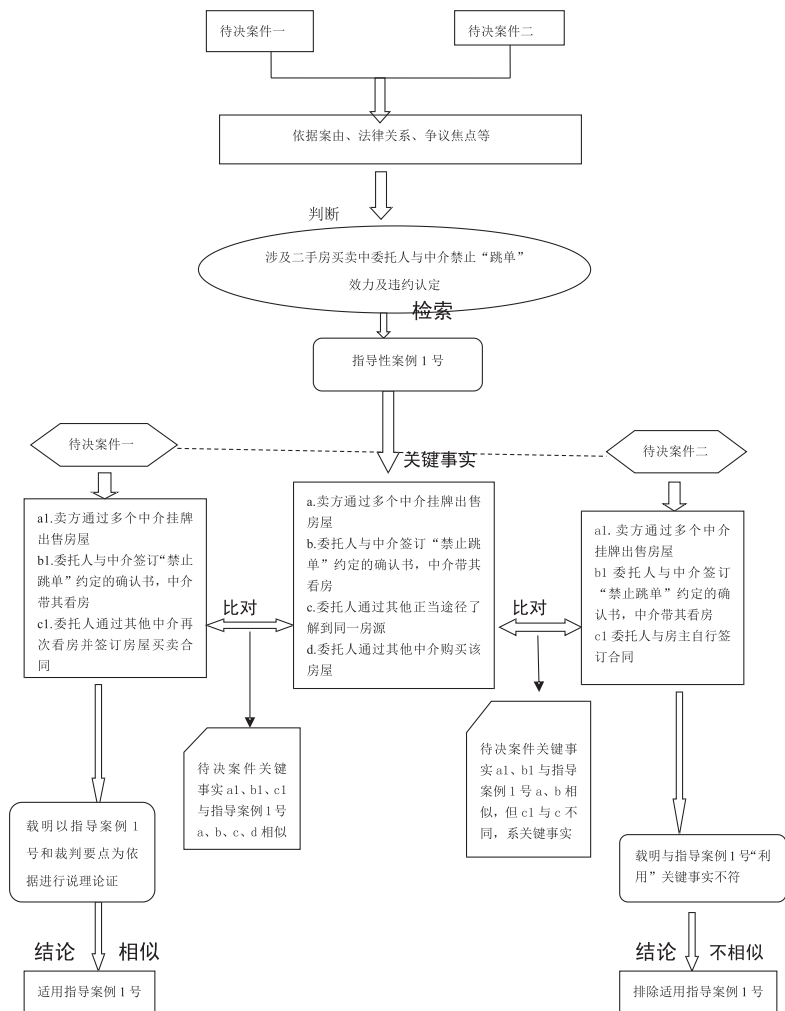 待决案件一
待决案件二
依据案由、法律关系、争议焦点等
判断
涉及二手房买卖中委托人与中介禁止“跳单”
效力及违约认定
检索
指导性案例 1 号
待决案件一
待决案件二
关键事实
a1.卖方通过多个中介挂牌
出售房屋
b1.委托人与中介签订“禁止
跳单”约定的确认书，中介
带其看房
c1.委托人通过其他中介再
次看房并签订房屋买卖合
同
比对
a.卖方通过多个中介挂牌出售
房屋
b.委托人与中介签订“禁止跳
单”约定的确认书，中介带其
看房
c.委托人通过其他正当途径了
解到同一房源
d.委托人通过其他中介购买该
房屋
比对
a1. 卖方通过多个中介
挂牌出售房屋
b1 委托人与中介签订
“禁止跳单”约定的确
认书，中介带其看房
c1 委托人与房主自行签
订合同
待决案件关键
事实 a1、b1、c1
与指导案例 1 号
a、b、c、d 相似
待决案件关键事
实 a1、b1 与指导
案例 1 号 a、b 相
似，但 c1 与 c 不
同，系关键事实
载明以指导案例 1
号和裁判要点为依
据进行说理论证
载明与指导案例 1 号“利
用”关键事实不符
结论 相似
结论 不相似
适用指导案例 1 号
排除适用指导案例 1 号